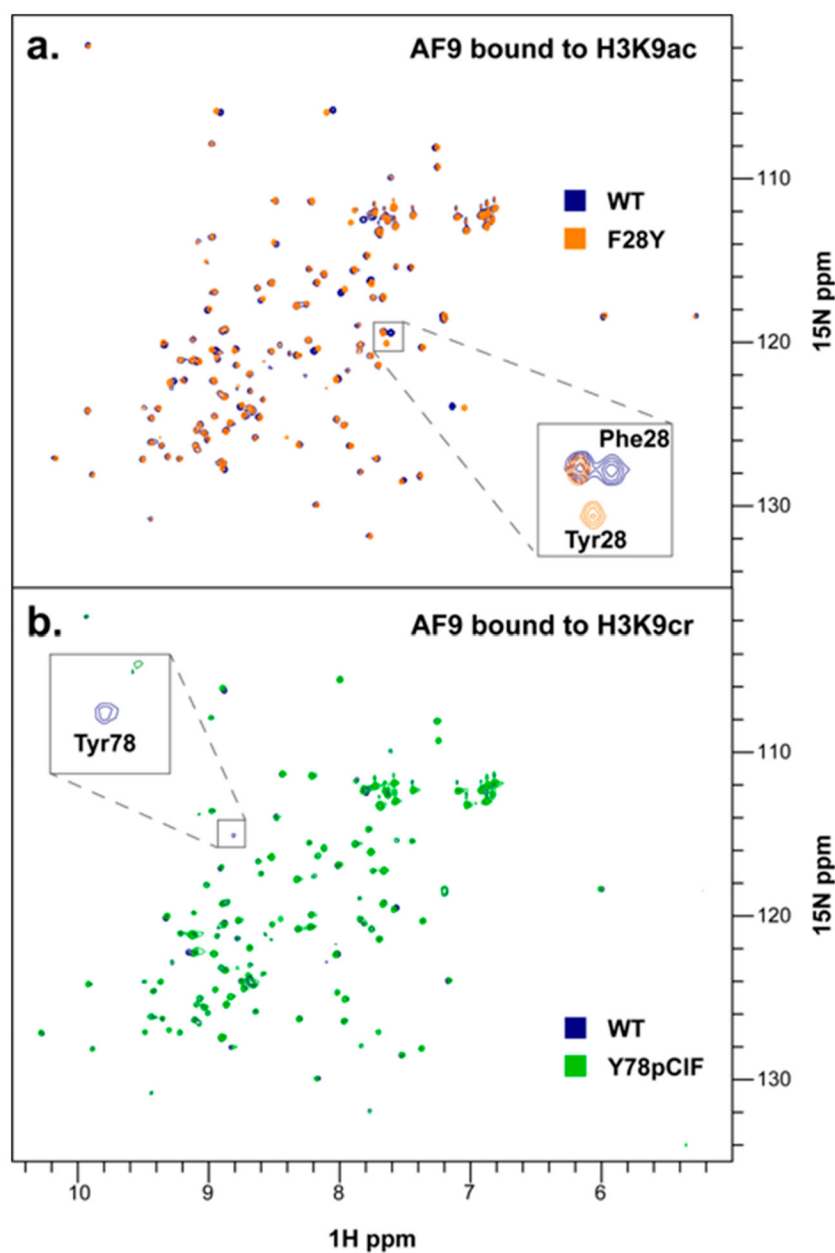 a.
AF9 bound to H3K9ac
WT
F28Y
110
120
130
15N ppm
Phe28
Tyr28
b.
AF9 bound to H3K9cr
Tyr78
110
120
130
15N ppm
WT
Y78pClF
10 9 8 7 6
1H ppm